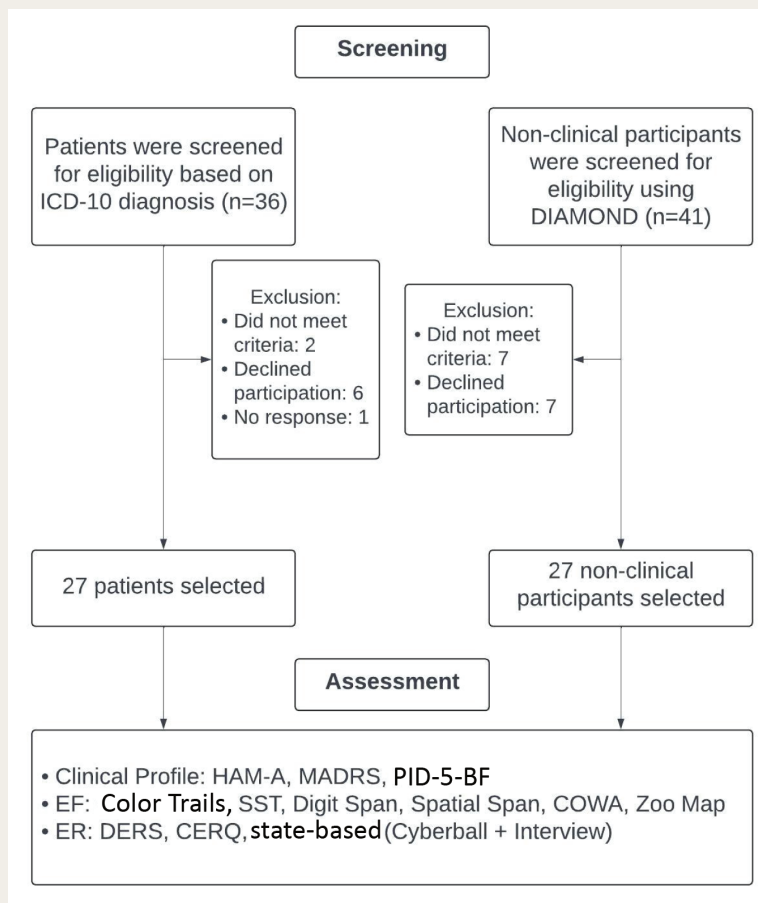 Screening
Patients were screened
for eligibility based on
ICD-10 diagnosis (n=36)
Non-clinical participants
were screened for
eligibility using
DIAMOND (n=41)
Exclusion:
• Did not meet
criteria: 2
• Declined
participation: 6
• No response: 1
Exclusion:
• Did not meet
criteria: 7
• Declined
participation: 7
27 patients selected
27 non-clinical
participants selected
Assessment
• Clinical Profile: HAM-A, MADRS, PID-5-BF
• EF: Color Trails, SST, Digit Span, Spatial Span, COWA, Zoo Map
• ER: DERS, CERQ, state-based (Cyberball + Interview)